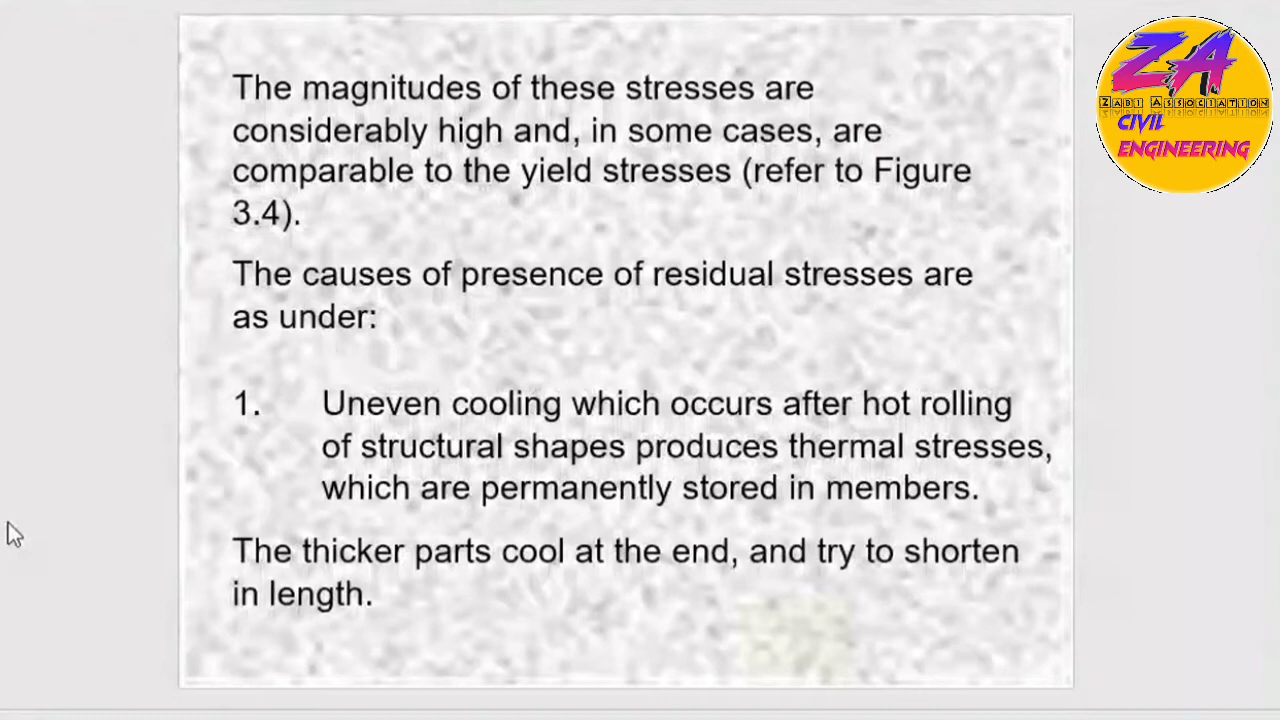 The magnitudes of these stresses are
considerably high and, in some cases, are
comparable to the yield stresses (refer to Figure
3.4).
The causes of presence of residual stresses are
as under:
1. Uneven cooling which occurs after hot rolling
of structural shapes produces thermal stresses,
which are permanently stored in members.
The thicker parts cool at the end, and try to shorten
in length.
ZA
Zabi Association
CIVIL
ENGINEERING